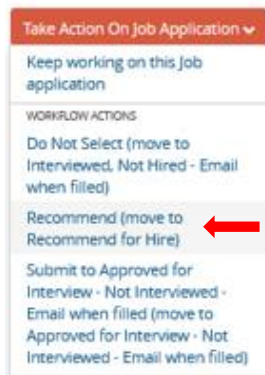 Take Action On Job Application
Keep working on this Job
application
WORKFLOW ACTIONS
Do Not Select (move to
Interviewed, Not Hired - Email
when filled)
Recommend (move to
Recommend for Hire)
Submit to Approved for
Interview - Not Interviewed -
Email when filled (move to
Approved for Interview - Not
Interviewed - Email when filled)